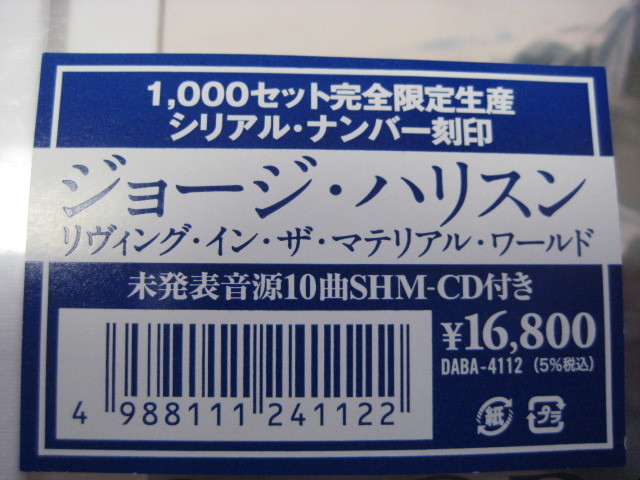 1,000セット完全限定生産
シリアル・ナンバー刻印
ジョージ・ハリスン
リヴィング・イン・ザ・マテリアル・ワールド
未発表音源10曲SHM-CD付き
¥16,800
DABA-4112 (5%税込)
4 988111 241122
紙 プラ